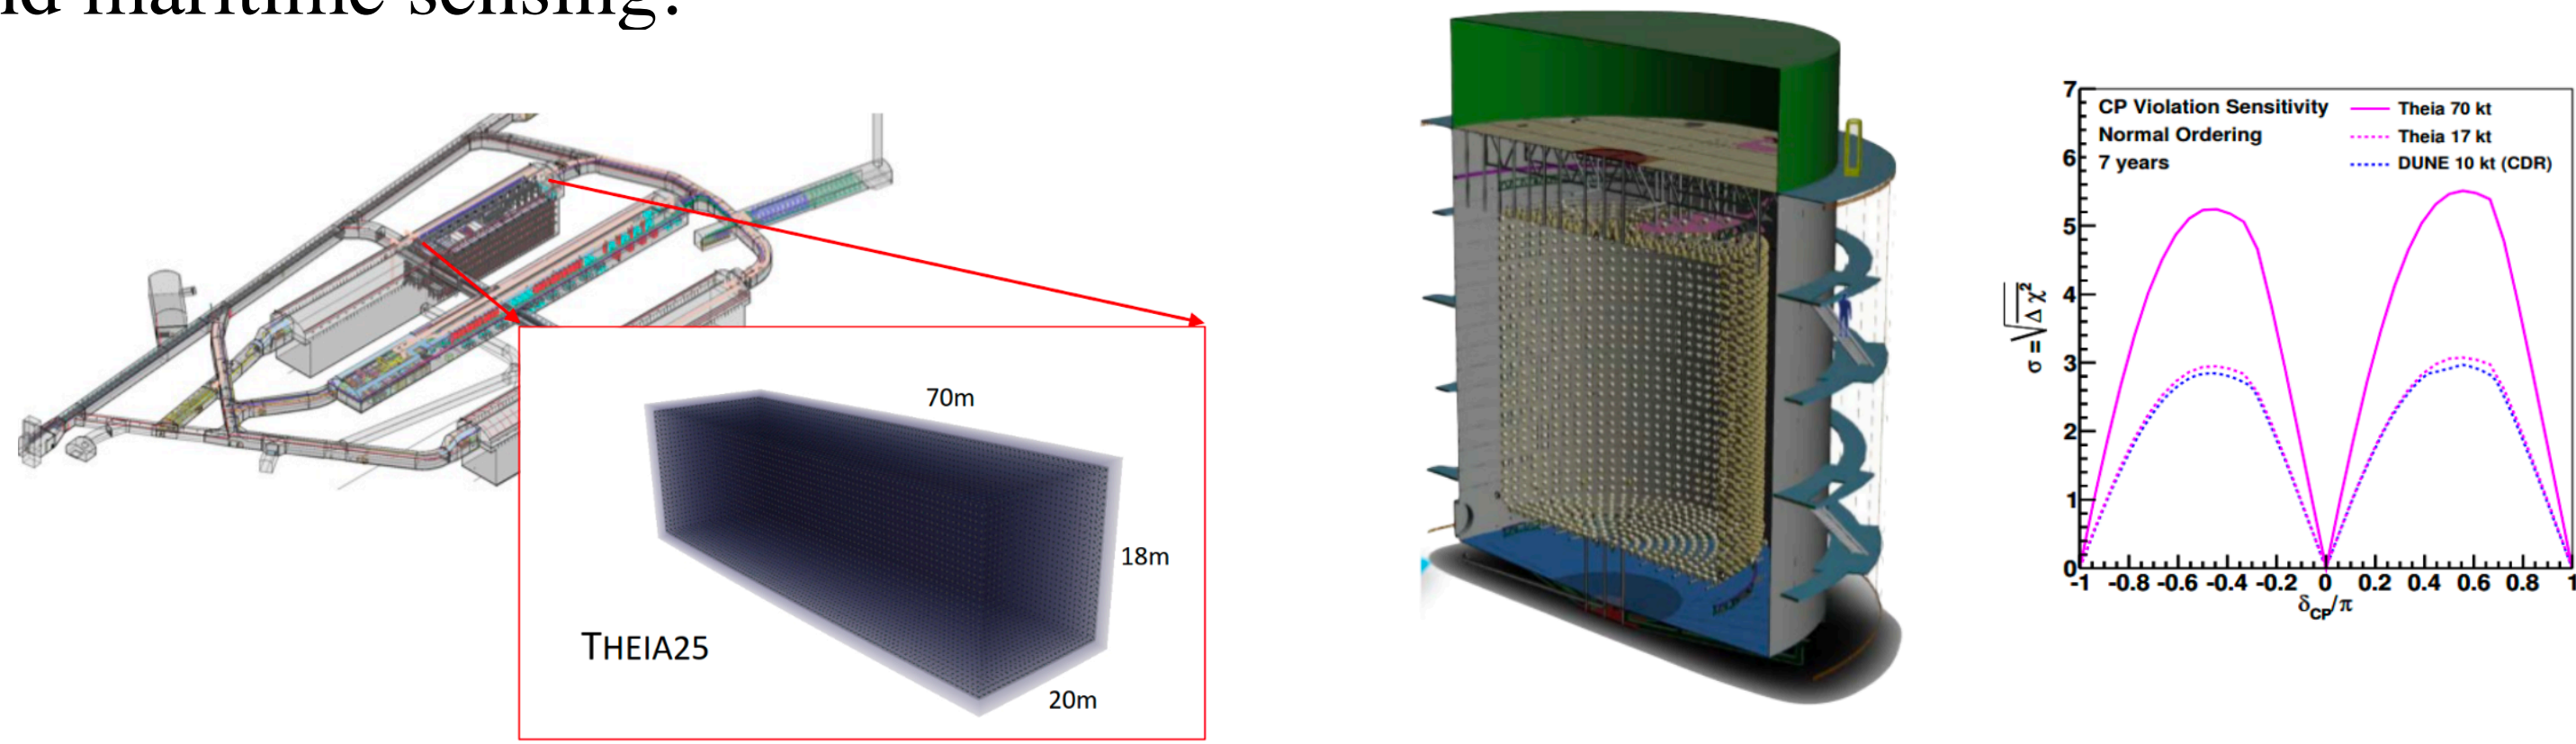 maritime sensing?
70m
18m
20m
THEIA25
7
6
5
4
3
2
1
0
CP Violation Sensitivity
Normal Ordering
7 years
Theia 70 kt
Theia 17 kt
DUNE 10 kt (CDR)
σ = √Δχ²
-1 -0.8 -0.6 -0.4 -0.2 0 0.2 0.4 0.6 0.8 1
δCP/π